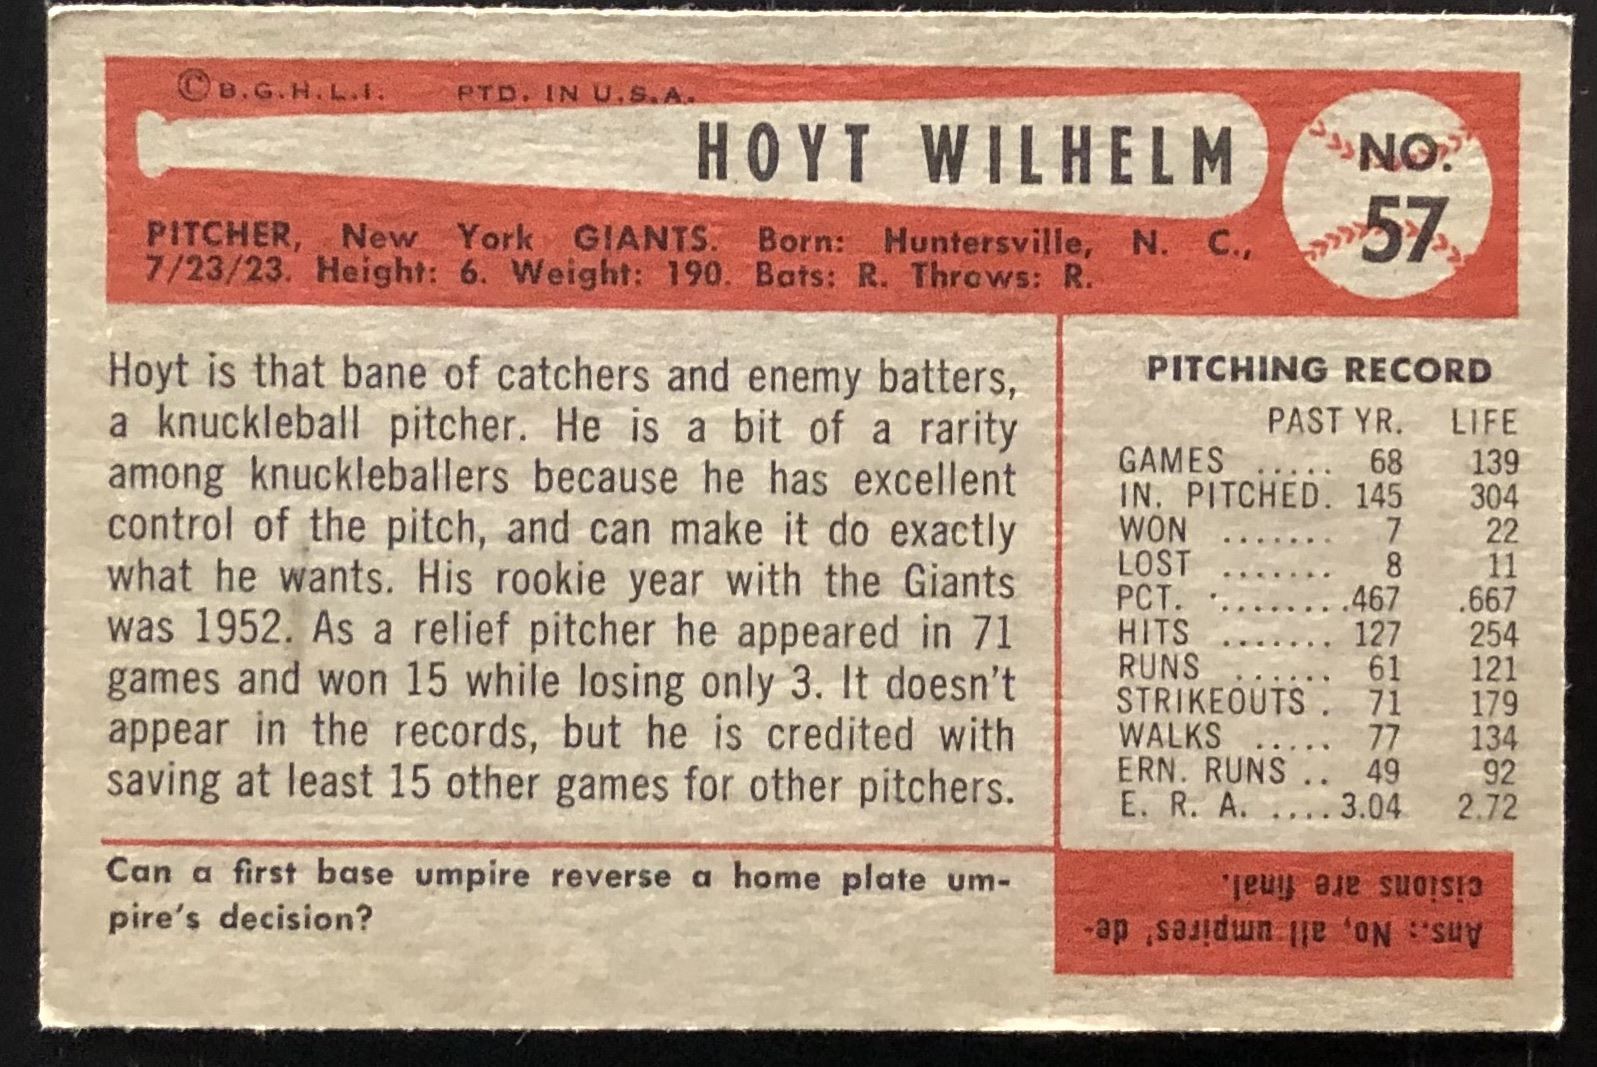 © B.G.H.L.I. PTD. IN U.S.A.
HOYT WILHELM
NO.
57
PITCHER, New York GIANTS. Born: Huntersville, N. C.,
7/23/23. Height: 6. Weight: 190. Bats: R. Throws: R.
Hoyt is that bane of catchers and enemy batters,
a knuckleball pitcher. He is a bit of a rarity
among knuckleballers because he has excellent
control of the pitch, and can make it do exactly
what he wants. His rookie year with the Giants
was 1952. As a relief pitcher he appeared in 71
games and won 15 while losing only 3. It doesn't
appear in the records, but he is credited with
saving at least 15 other games for other pitchers.
PITCHING RECORD
PAST YR. LIFE
GAMES ..... 68 139
IN. PITCHED. 145 304
WON ....... 7 22
LOST ....... 8 11
PCT. ........ .467 .667
HITS ....... 127 254
RUNS ...... 61 121
STRIKEOUTS . 71 179
WALKS ..... 77 134
ERN. RUNS .. 49 92
E. R. A. .... 3.04 2.72
Can a first base umpire reverse a home plate um-
pire's decision?
Ans.: No, all umpires' de-
cisions are final.